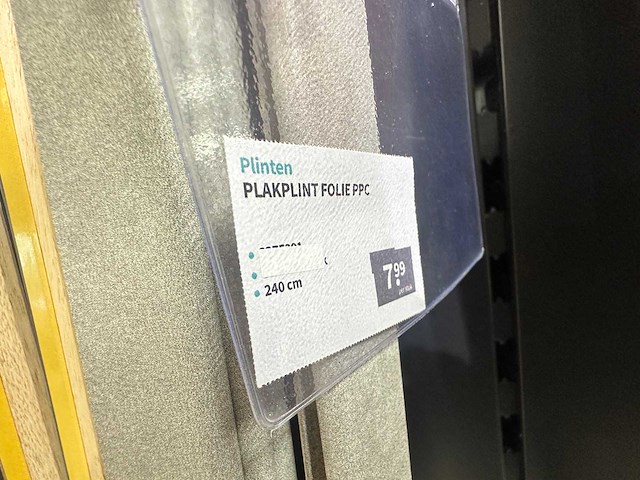 Plinten
PLAKPLINT FOLIE PPC
240 cm
7.99